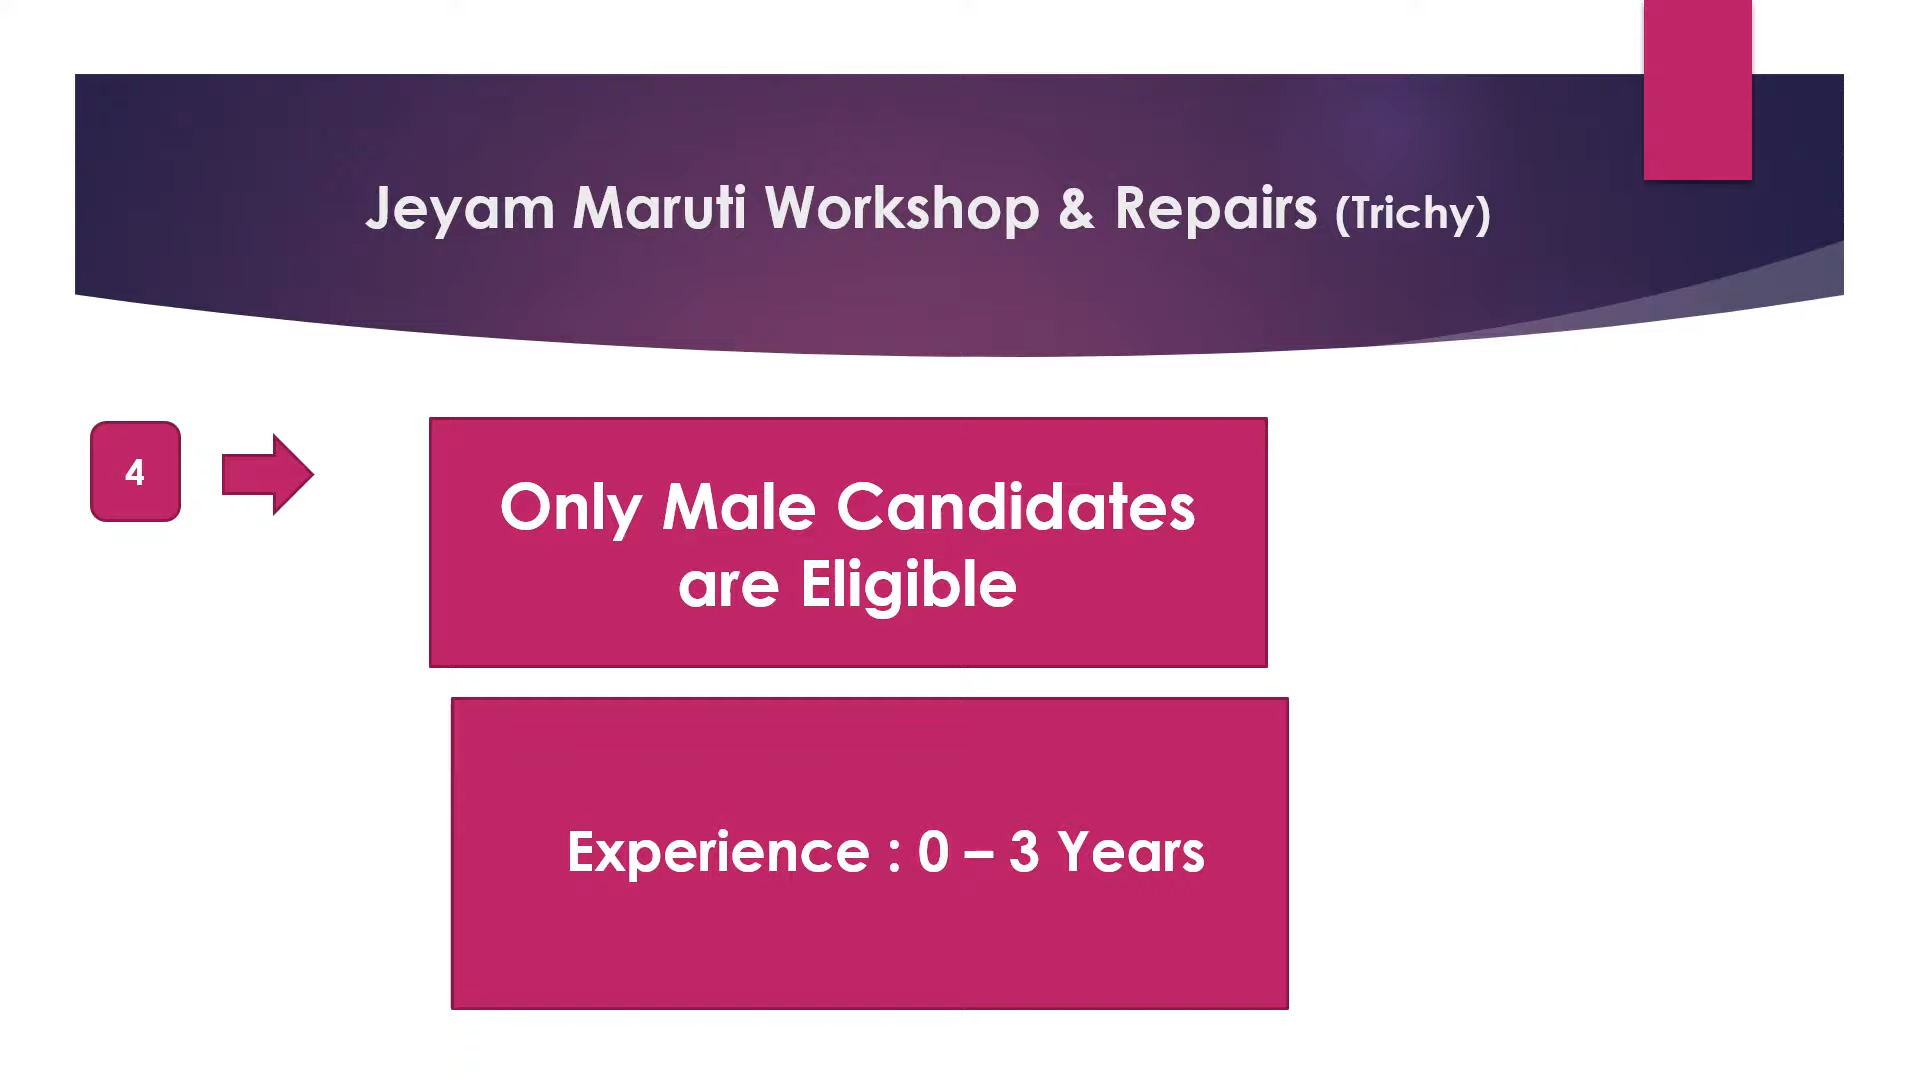 Jeyam Maruti Workshop & Repairs (Trichy)
4
Only Male Candidates
are Eligible
Experience : 0 – 3 Years